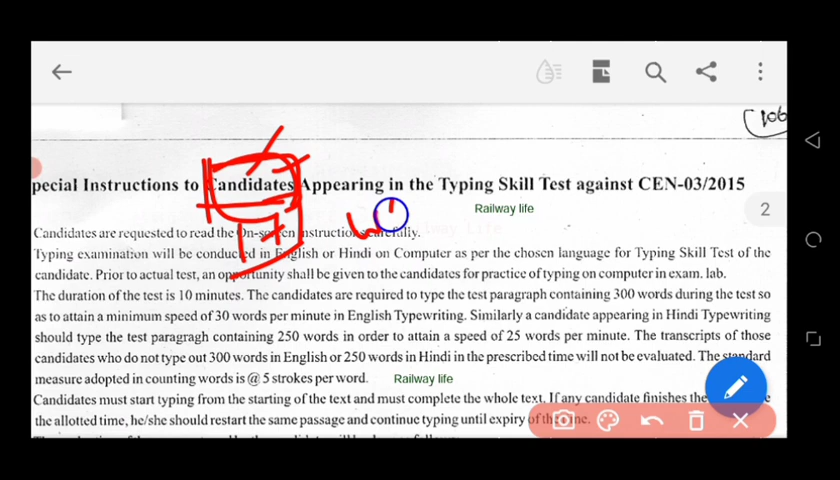 106
pecial Instructions to Candidates Appearing in the Typing Skill Test against CEN-03/2015
2
Railway life
Candidates are requested to read the On-screen instructions carefully.
Typing examination will be conducted in English or Hindi on Computer as per the chosen language for Typing Skill Test of the
candidate. Prior to actual test, an opportunity shall be given to the candidates for practice of typing on computer in exam. lab.
The duration of the test is 10 minutes. The candidates are required to type the test paragraph containing 300 words during the test so
as to attain a minimum speed of 30 words per minute in English Typewriting. Similarly a candidate appearing in Hindi Typewriting
should type the test paragragh containing 250 words in order to attain a speed of 25 words per minute. The transcripts of those
candidates who do not type out 300 words in English or 250 words in Hindi in the prescribed time will not be evaluated. The standard
measure adopted in counting words is @ 5 strokes per word.
Railway life
Candidates must start typing from the starting of the text and must complete the whole text. If any candidate finishes the
the allotted time, he/she should restart the same passage and continue typing until expiry of the time.